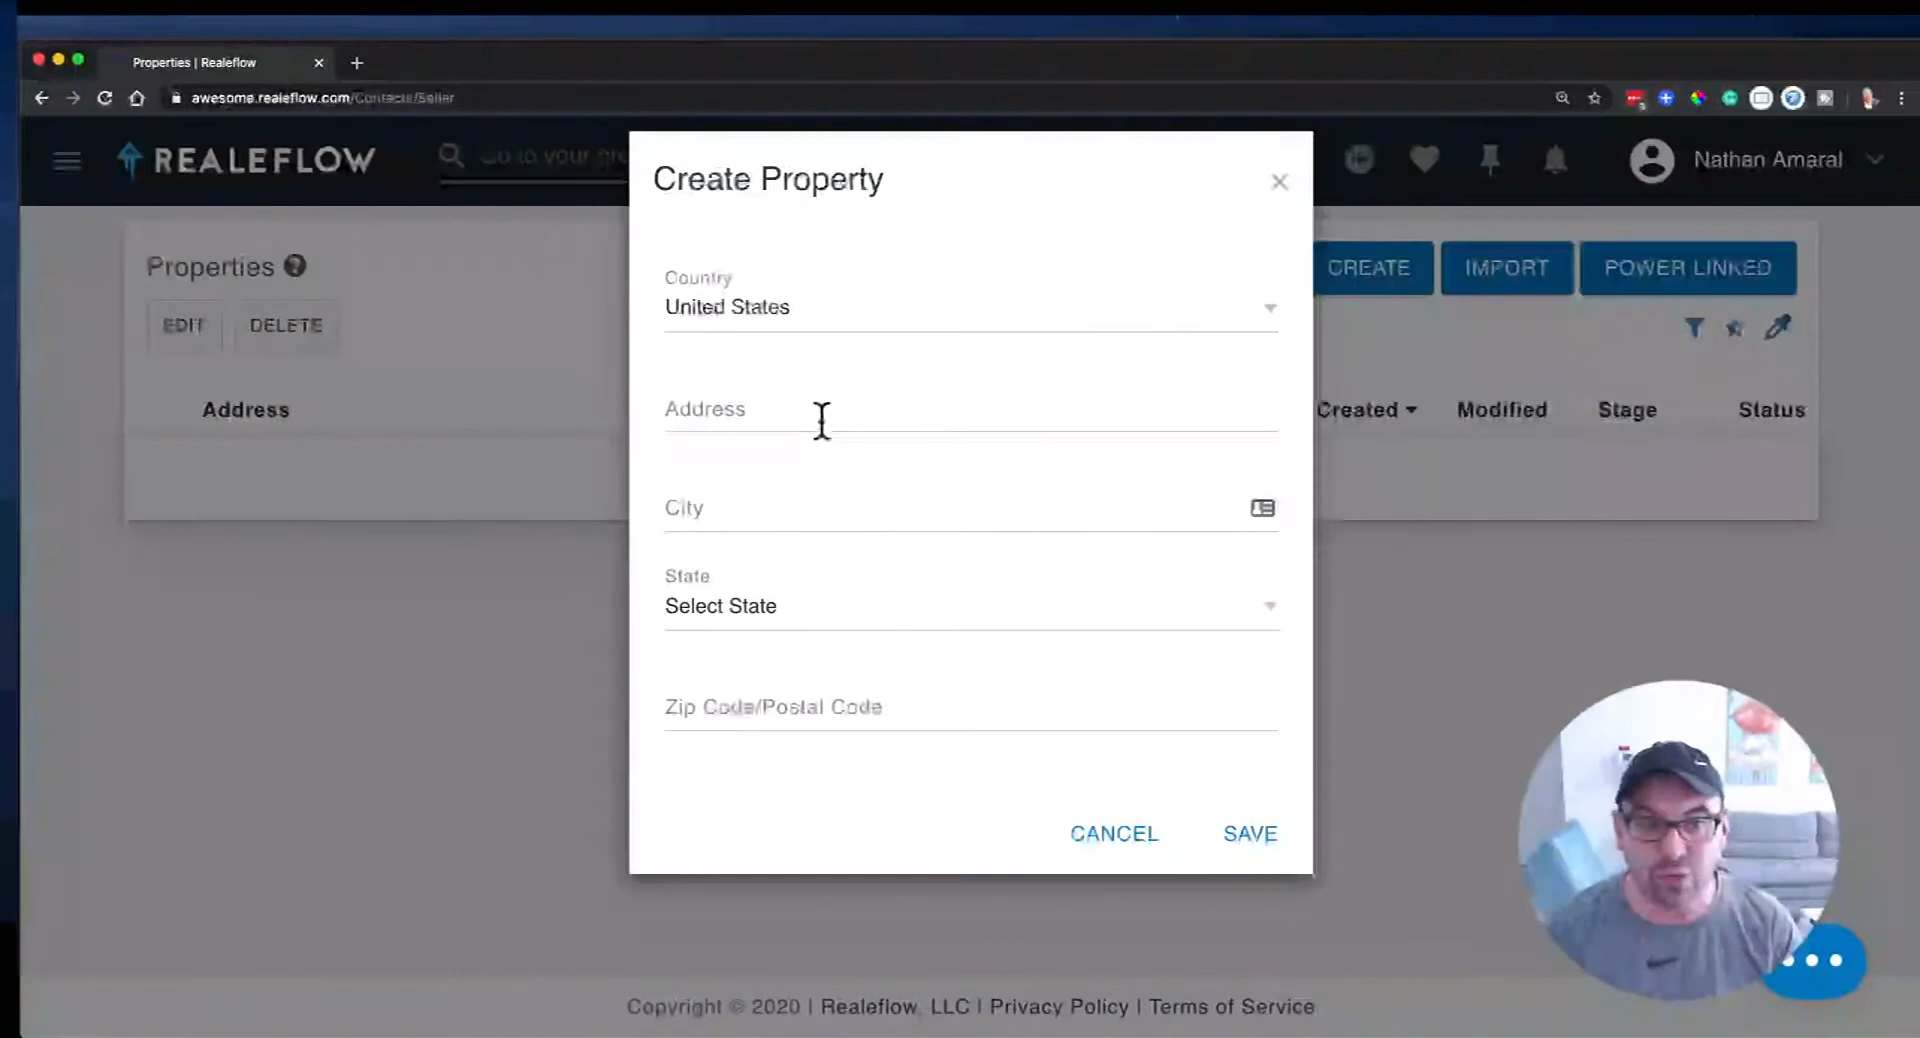 Properties | Realeflow
awesome.realeflow.com/Contacts/Seller
REALEFLOW
Go to your
Nathan Amaral
Create Property
Properties
CREATE
IMPORT
POWER LINKED
EDIT
DELETE
Country
United States
Address
Address
Created
Modified
Stage
Status
City
State
Select State
Zip Code/Postal Code
CANCEL
SAVE
Copyright © 2020 | Realeflow, LLC | Privacy Policy | Terms of Service